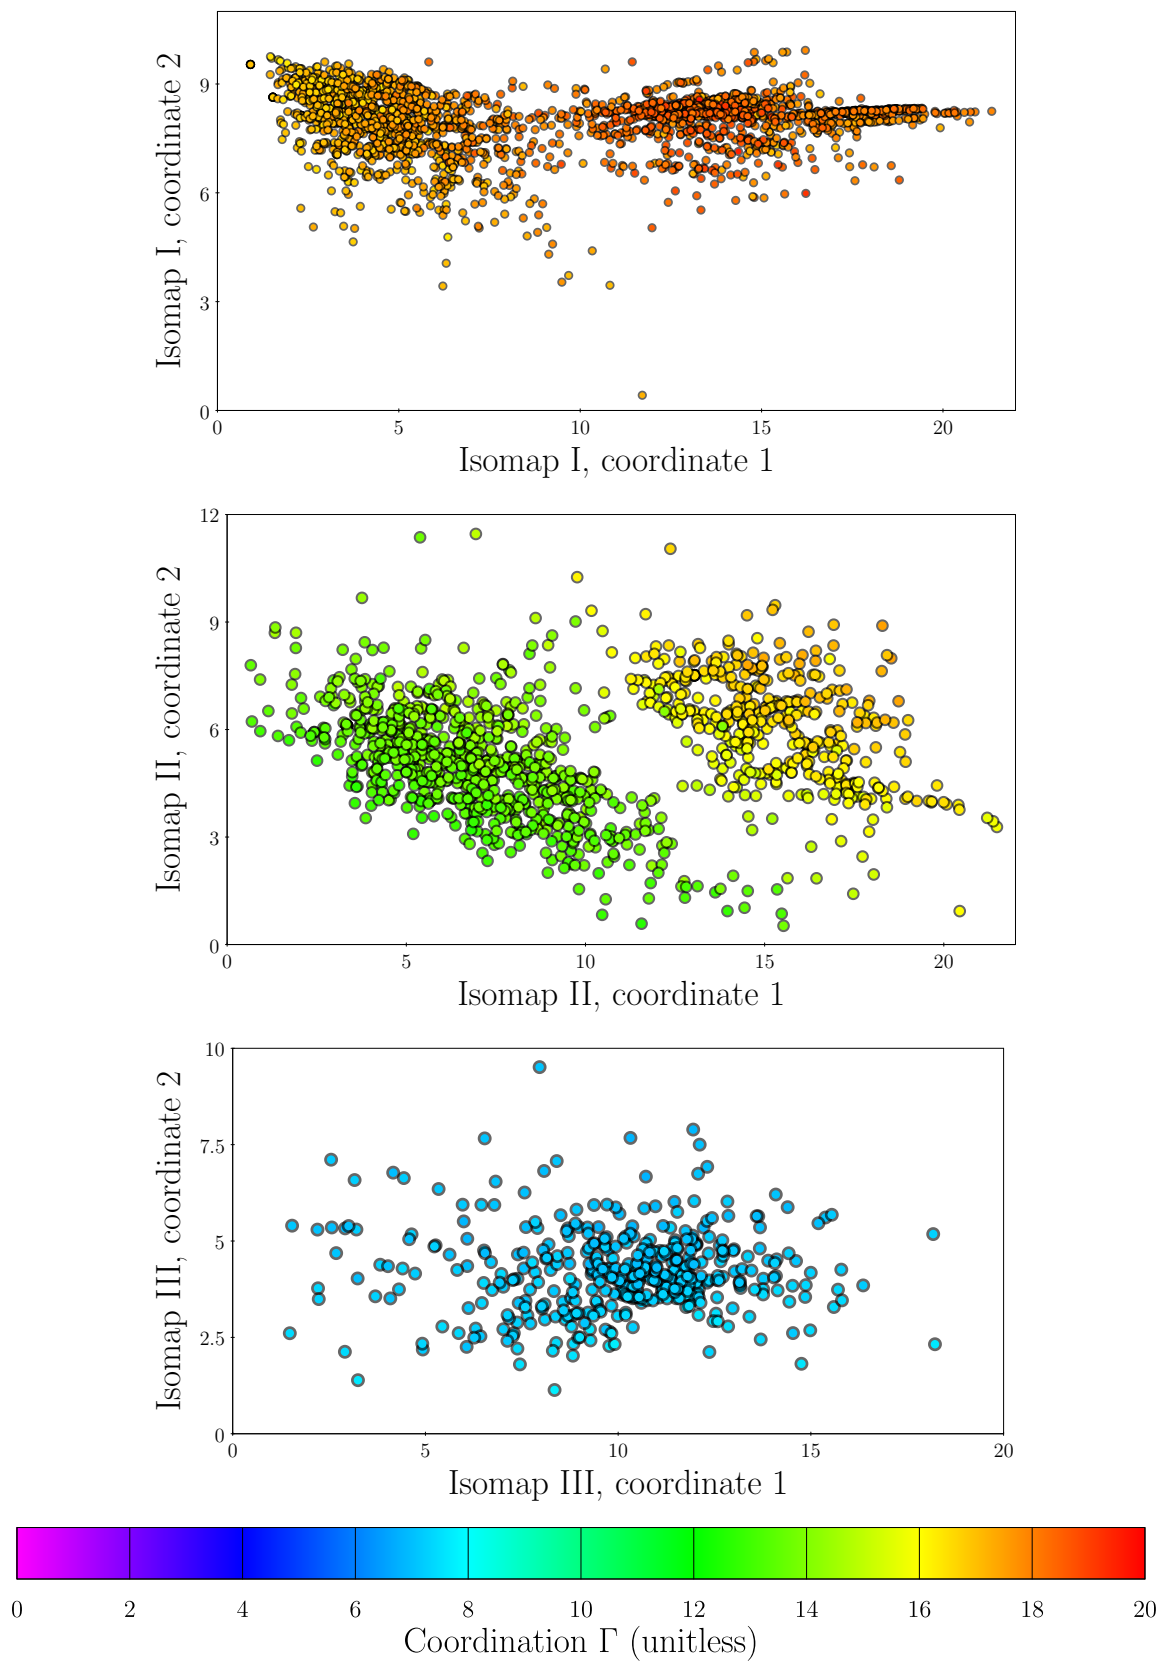 Isomap I, coordinate 2
9
6
3
0
0 5 10 15 20
Isomap I, coordinate 1
Isomap II, coordinate 2
12
9
6
3
0
0 5 10 15 20
Isomap II, coordinate 1
Isomap III, coordinate 2
10
7.5
5
2.5
0
0 5 10 15 20
Isomap III, coordinate 1
0 2 4 6 8 10 12 14 16 18 20
Coordination Γ (unitless)